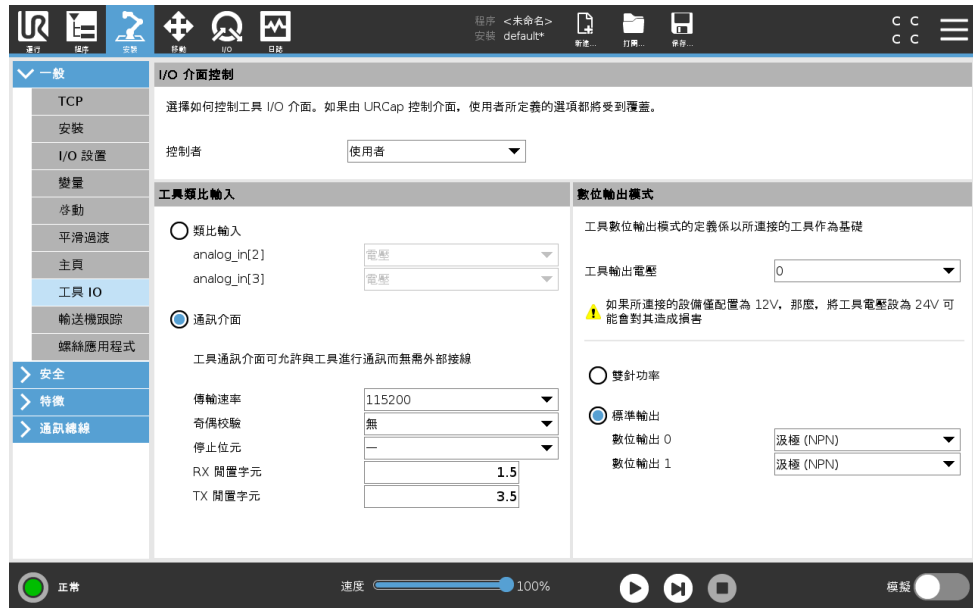 運行 程序 安裝 移動 I/O 日誌
程序 <未命名>
安裝 default*
新建... 打開... 保存...
C C
C C
一般
TCP
安裝
I/O 設置
變量
啓動
平滑過渡
主頁
工具 IO
輸送機跟踪
螺絲應用程式
安全
特徵
通訊總線
I/O 介面控制
選擇如何控制工具 I/O 介面。如果由 URCap 控制介面，使用者所定義的選項都將受到覆蓋。
控制者 使用者
工具類比輸入
類比輸入
analog_in[2] 電壓
analog_in[3] 電壓
通訊介面
工具通訊介面可允許與工具進行通訊而無需外部接線
傳輸速率 115200
奇偶校驗 無
停止位元 一
RX 閒置字元 1.5
TX 閒置字元 3.5
數位輸出模式
工具數位輸出模式的定義係以所連接的工具作為基礎
工具輸出電壓 0
如果所連接的設備僅配置為 12V，那麼，將工具電壓設為 24V 可
能會對其造成損害
雙針功率
標準輸出
數位輸出 0 汲極 (NPN)
數位輸出 1 汲極 (NPN)
正常
速度 100%
模擬